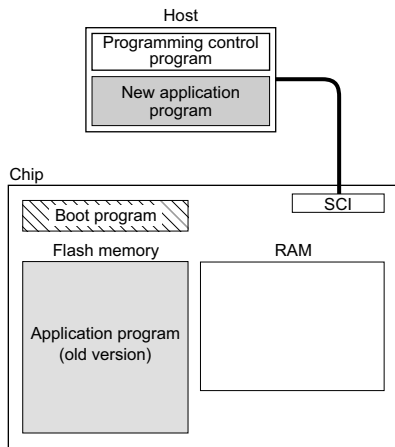 Host
Programming control
program
New application
program
Chip
SCI
Boot program
Flash memory
RAM
Application program
(old version)